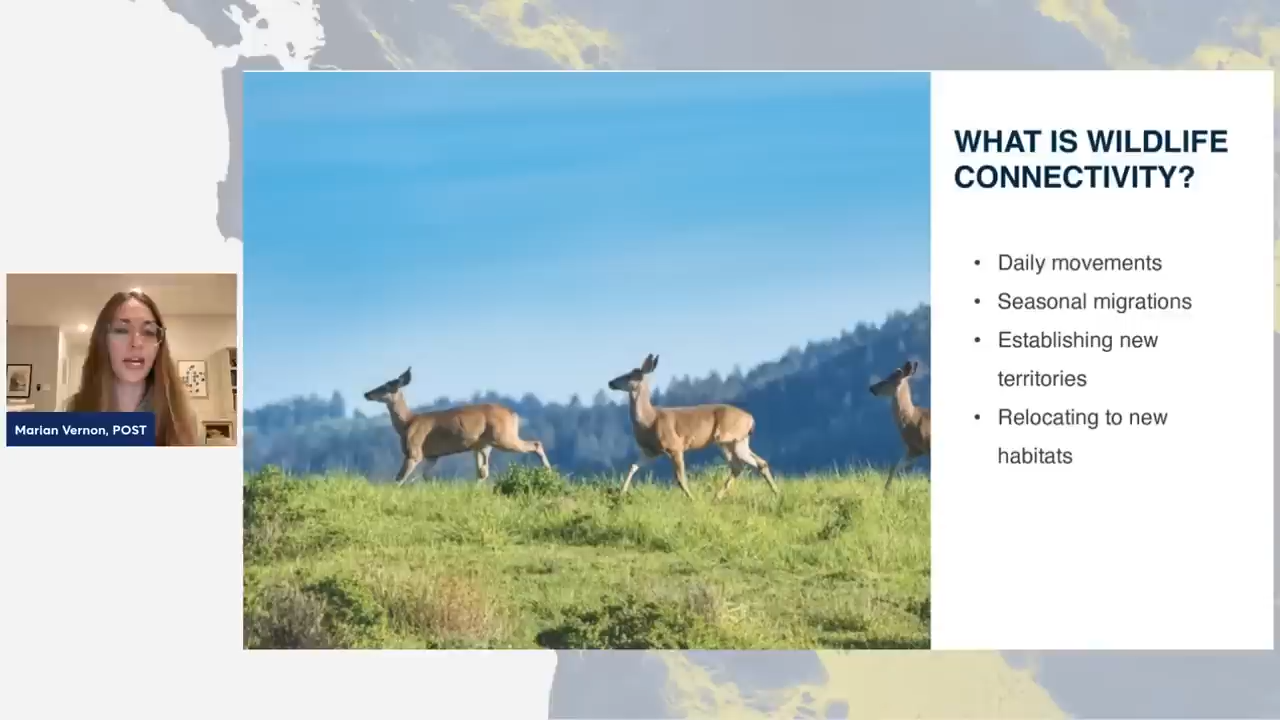 WHAT IS WILDLIFE
CONNECTIVITY?
• Daily movements
• Seasonal migrations
• Establishing new
territories
• Relocating to new
habitats
Marian Vernon, POST